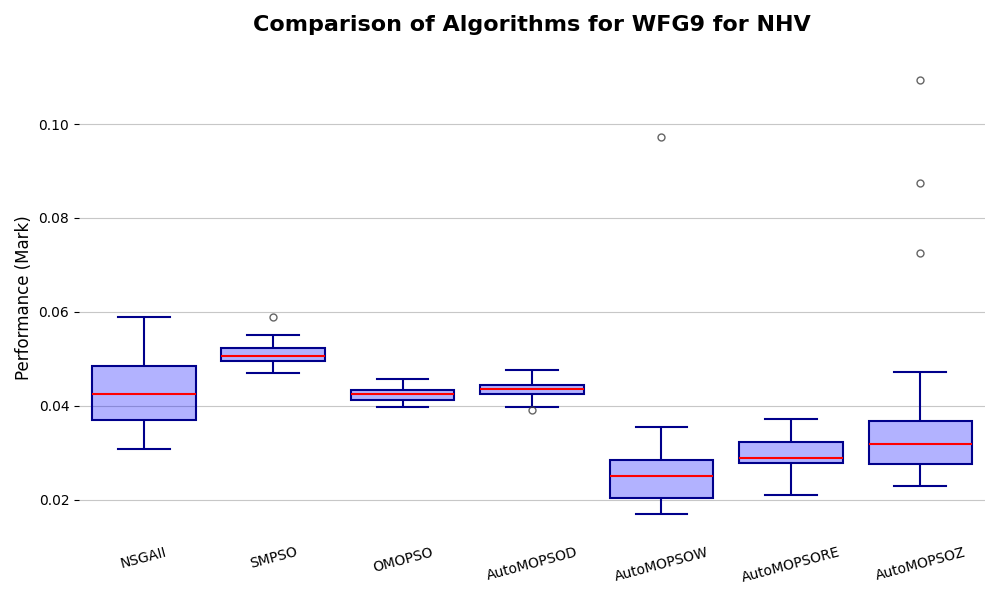 Comparison of Algorithms for WFG9 for NHV
Performance (Mark)
0.10
0.08
0.06
0.04
0.02
NSGAII
SMPSO
OMOPSO
AutoMOPSOD
AutoMOPSOW
AutoMOPSORE
AutoMOPSOZ